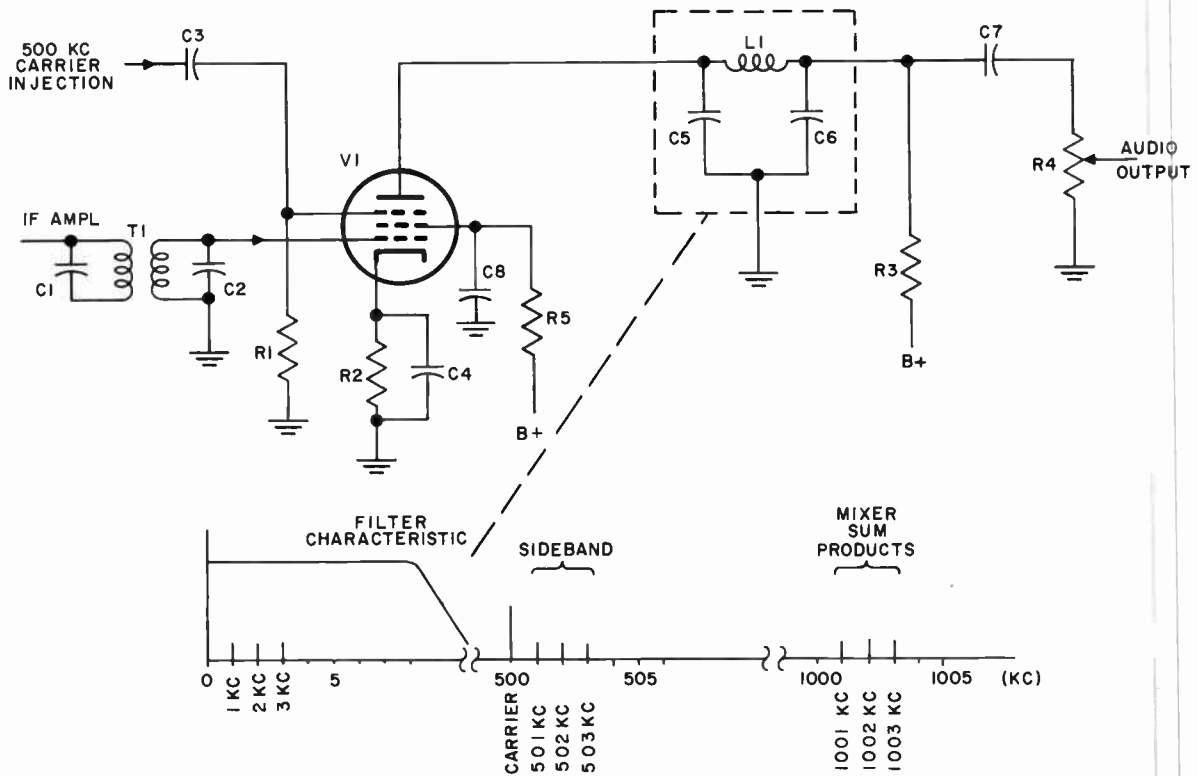 500 KC
CARRIER
INJECTION
C3
L1
C7
C5
C6
V1
R4
AUDIO
OUTPUT
IF AMPL
T1
C1
C2
C8
R3
R5
R1
R2
C4
B+
B+
FILTER
CHARACTERISTIC
SIDEBAND
MIXER
SUM
PRODUCTS
0
1 KC
2 KC
3 KC
5
500
505
1000
1005
(KC)
CARRIER
501 KC
502 KC
503 KC
1001 KC
1002 KC
1003 KC